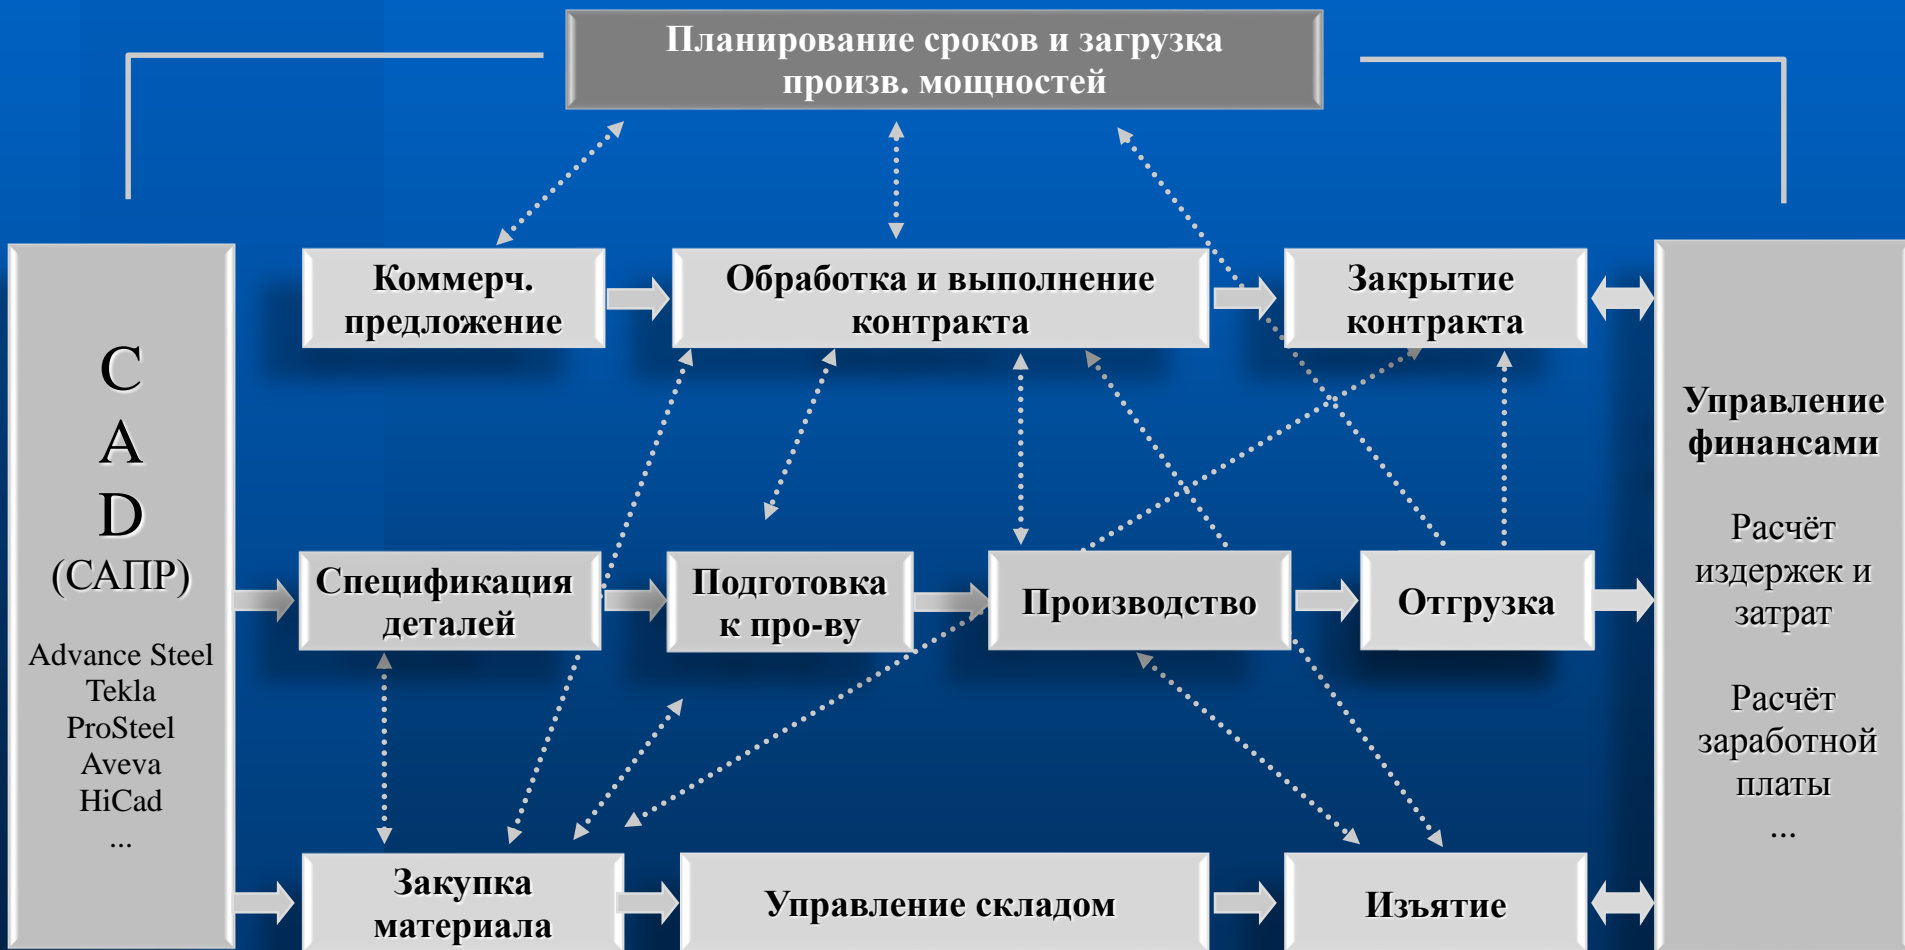 Планирование сроков и загрузка
произв. мощностей
Коммерч.
предложение
Обработка и выполнение
контракта
Закрытие
контракта
C
A
D
(САПР)
Advance Steel
Tekla
ProSteel
Aveva
HiCad
...
Спецификация
деталей
Подготовка
к про-ву
Производство
Отгрузка
Закупка
материала
Управление складом
Изъятие
Управление
финансами
Расчёт
издержек и
затрат
Расчёт
заработной
платы
...